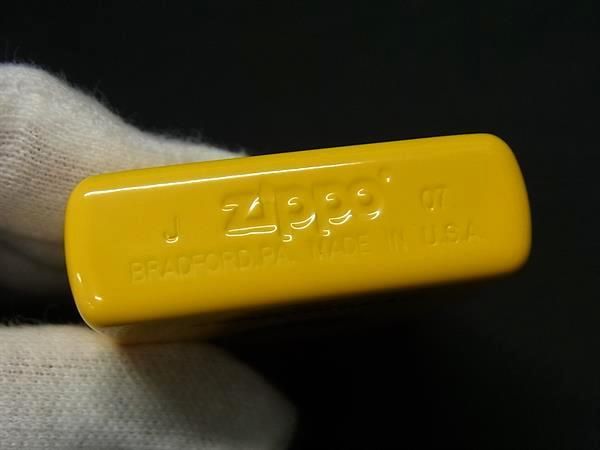 J Zippo 07
BRADFORD,PA. MADE IN U.S.A.